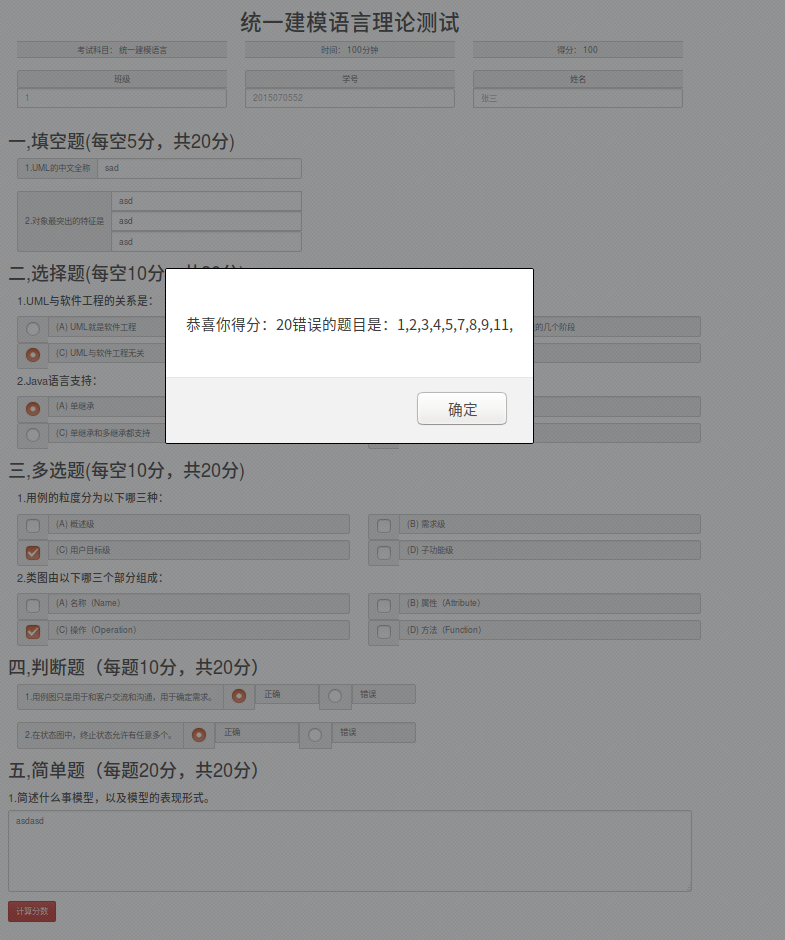 统一建模语言理论测试
考试科目： 统一建模语言
时间： 100分钟
得分： 100
班级
学号
姓名
1
2015070552
张三
一,填空题(每空5分，共20分)
1.UML的中文全称
sad
2.对象最突出的特征是
asd
asd
asd
二,选择题(每空10分
1.UML与软件工程的关系是：
(A) UML就是软件工程
的几个阶段
(C) UML与软件工程无关
2.Java语言支持：
(A) 单继承
(C) 单继承和多继承都支持
恭喜你得分：20错误的题目是：1,2,3,4,5,7,8,9,11,
确定
三,多选题(每空10分，共20分)
1.用例的粒度分为以下哪三种：
(A) 概述级
(B) 需求级
(C) 用户目标级
(D) 子功能级
2.类图由以下哪三个部分组成：
(A) 名称（Name）
(B) 属性（Attribute）
(C) 操作（Operation）
(D) 方法（Function）
四,判断题（每题10分，共20分）
1.用例图只是用于和客户交流和沟通，用于确定需求。
正确
错误
2.在状态图中，终止状态允许有任意多个。
正确
错误
五,简单题（每题20分，共20分）
1.简述什么事模型，以及模型的表现形式。
asdasd
计算分数